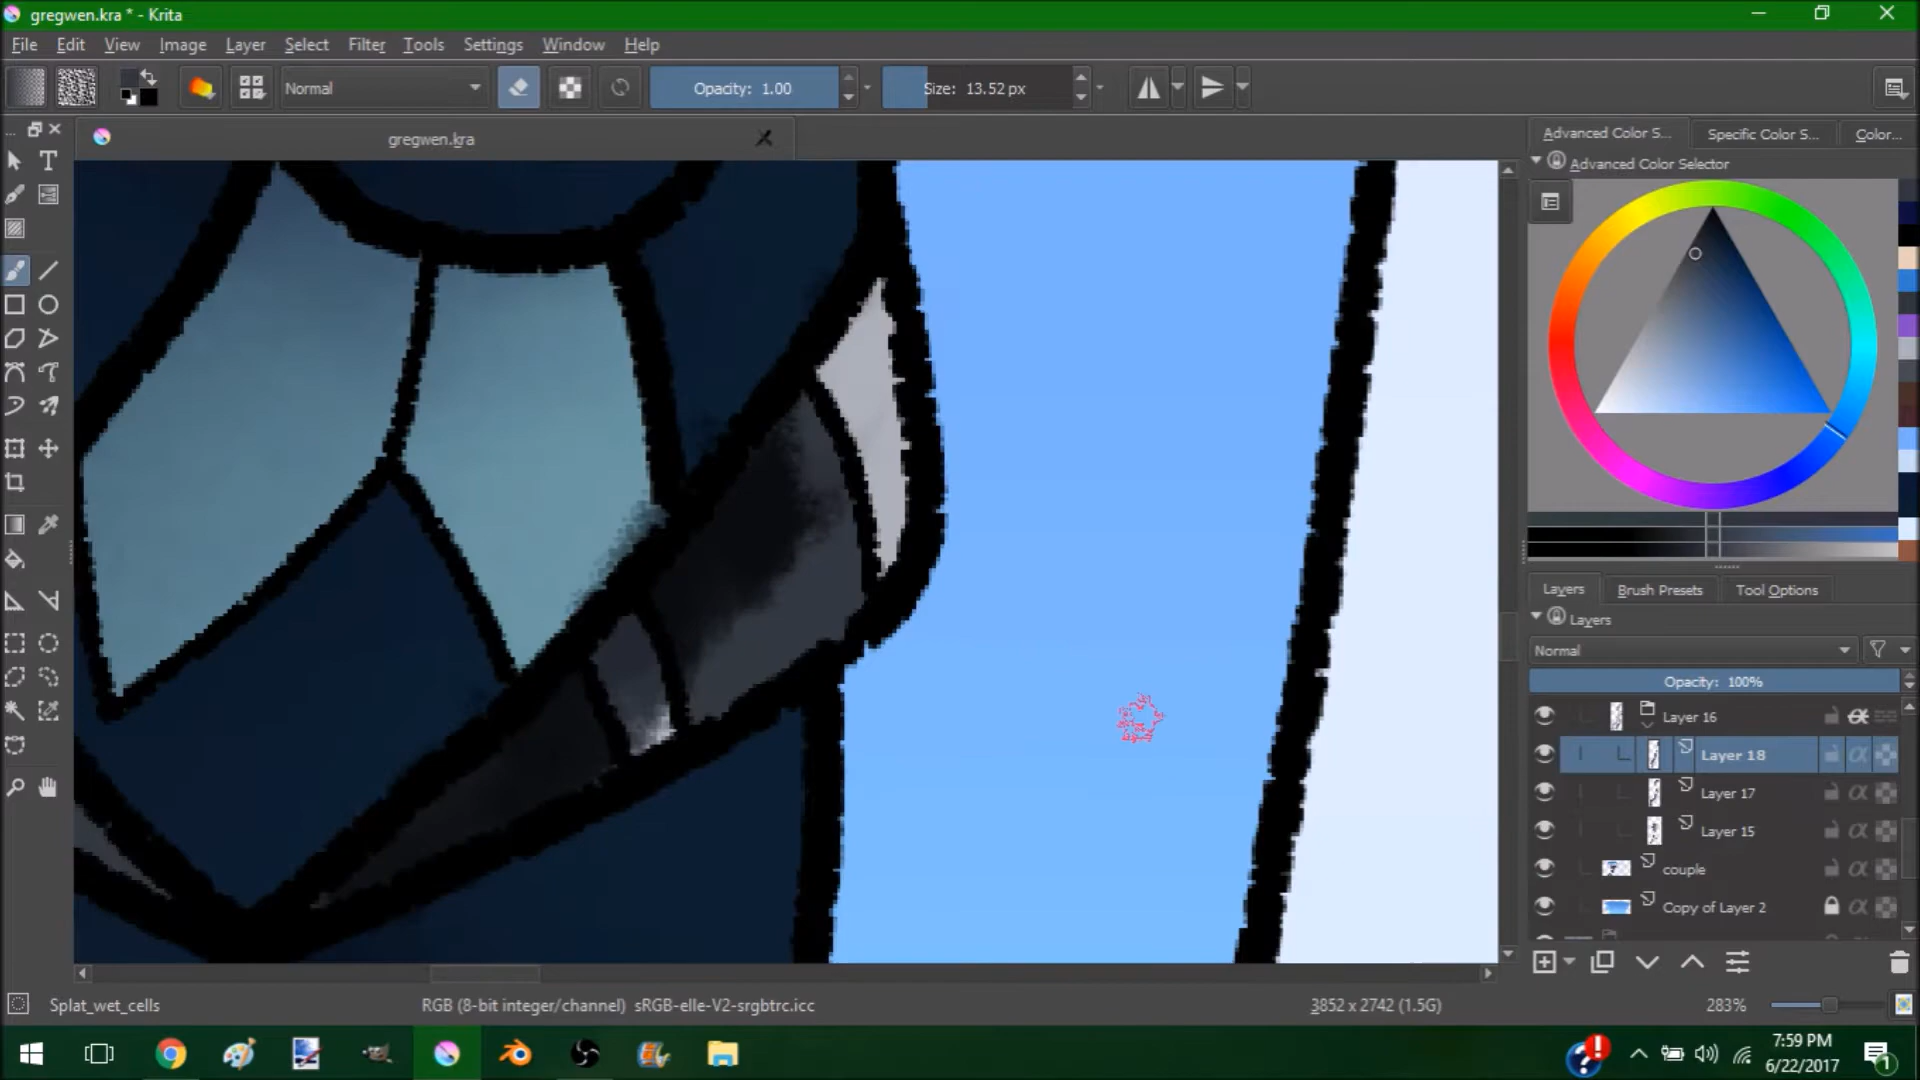 gregwen.kra * - Krita
File Edit View Image Layer Select Filter Tools Settings Window Help
Normal Opacity: 1.00 Size: 13.52 px
gregwen.kra
Advanced Color S... Specific Color S... Color...
Advanced Color Selector
Layers Brush Presets Tool Options
Layers
Normal
Opacity: 100%
Layer 16
Layer 18
Layer 17
Layer 15
couple
Copy of Layer 2
Splat_wet_cells RGB (8-bit integer/channel) sRGB-elle-V2-srgbtrc.icc 3852 x 2742 (1.5G) 283%
7:59 PM
6/22/2017
1